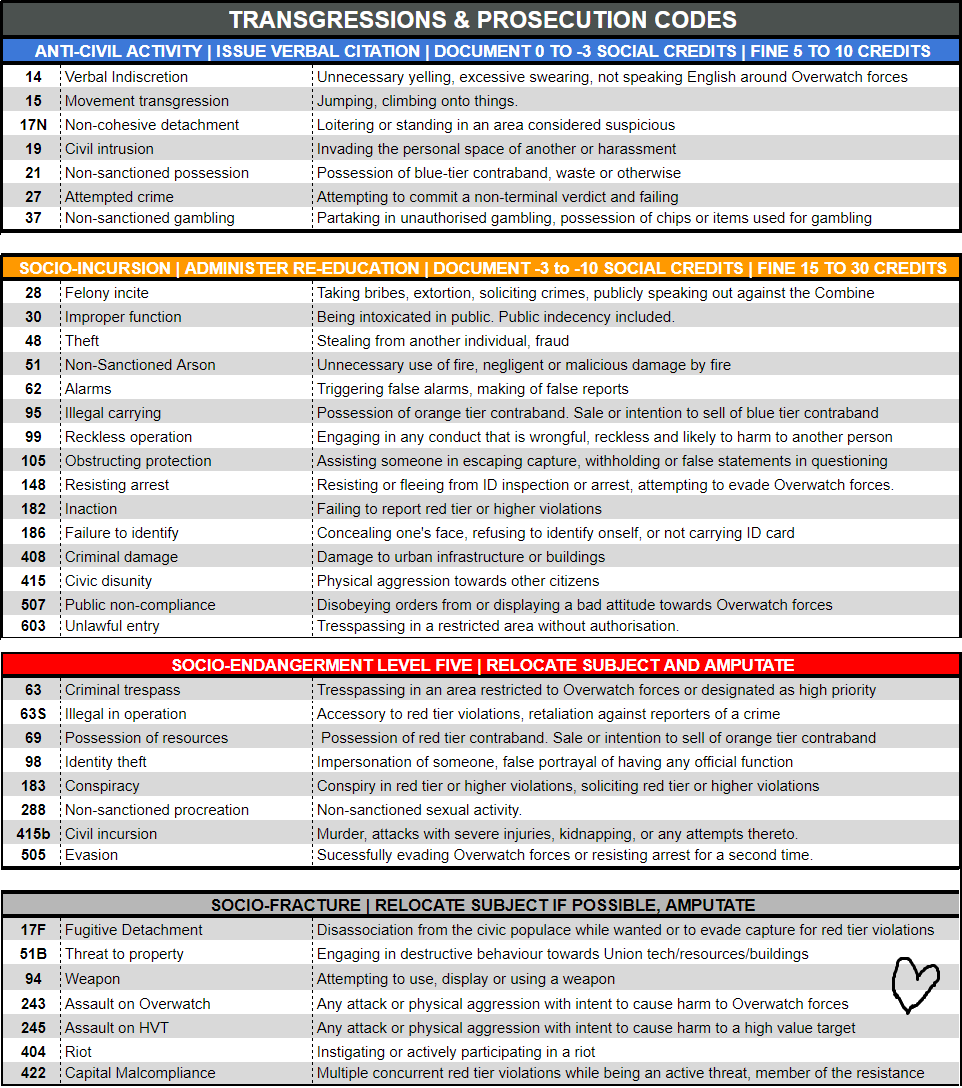 TRANSGRESSIONS & PROSECUTION CODES
ANTI-CIVIL ACTIVITY | ISSUE VERBAL CITATION | DOCUMENT 0 TO -3 SOCIAL CREDITS | FINE 5 TO 10 CREDITS
14 Verbal Indiscretion Unnecessary yelling, excessive swearing, not speaking English around Overwatch forces
15 Movement transgression Jumping, climbing onto things.
17N Non-cohesive detachment Loitering or standing in an area considered suspicious
19 Civil intrusion Invading the personal space of another or harassment
21 Non-sanctioned possession Possession of blue-tier contraband, waste or otherwise
27 Attempted crime Attempting to commit a non-terminal verdict and failing
37 Non-sanctioned gambling Partaking in unauthorised gambling, possession of chips or items used for gambling
SOCIO-INCURSION | ADMINISTER RE-EDUCATION | DOCUMENT -3 to -10 SOCIAL CREDITS | FINE 15 TO 30 CREDITS
28 Felony incite Taking bribes, extortion, soliciting crimes, publicly speaking out against the Combine
30 Improper function Being intoxicated in public. Public indecency included.
48 Theft Stealing from another individual, fraud
51 Non-Sanctioned Arson Unnecessary use of fire, negligent or malicious damage by fire
62 Alarms Triggering false alarms, making of false reports
95 Illegal carrying Possession of orange tier contraband. Sale or intention to sell of blue tier contraband
99 Reckless operation Engaging in any conduct that is wrongful, reckless and likely to harm to another person
105 Obstructing protection Assisting someone in escaping capture, withholding or false statements in questioning
148 Resisting arrest Resisting or fleeing from ID inspection or arrest, attempting to evade Overwatch forces.
182 Inaction Failing to report red tier or higher violations
186 Failure to identify Concealing one's face, refusing to identify onself, or not carrying ID card
408 Criminal damage Damage to urban infrastructure or buildings
415 Civic disunity Physical aggression towards other citizens
507 Public non-compliance Disobeying orders from or displaying a bad attitude towards Overwatch forces
603 Unlawful entry Tresspassing in a restricted area without authorisation.
SOCIO-ENDANGERMENT LEVEL FIVE | RELOCATE SUBJECT AND AMPUTATE
63 Criminal trespass Tresspassing in an area restricted to Overwatch forces or designated as high priority
63S Illegal in operation Accessory to red tier violations, retaliation against reporters of a crime
69 Possession of resources Possession of red tier contraband. Sale or intention to sell of orange tier contraband
98 Identity theft Impersonation of someone, false portrayal of having any official function
183 Conspiracy Conspiry in red tier or higher violations, soliciting red tier or higher violations
288 Non-sanctioned procreation Non-sanctioned sexual activity.
415b Civil incursion Murder, attacks with severe injuries, kidnapping, or any attempts thereto.
505 Evasion Sucessfully evading Overwatch forces or resisting arrest for a second time.
SOCIO-FRACTURE | RELOCATE SUBJECT IF POSSIBLE, AMPUTATE
17F Fugitive Detachment Disassociation from the civic populace while wanted or to evade capture for red tier violations
51B Threat to property Engaging in destructive behaviour towards Union tech/resources/buildings
94 Weapon Attempting to use, display or using a weapon
243 Assault on Overwatch Any attack or physical aggression with intent to cause harm to Overwatch forces
245 Assault on HVT Any attack or physical aggression with intent to cause harm to a high value target
404 Riot Instigating or actively participating in a riot
422 Capital Malcompliance Multiple concurrent red tier violations while being an active threat, member of the resistance